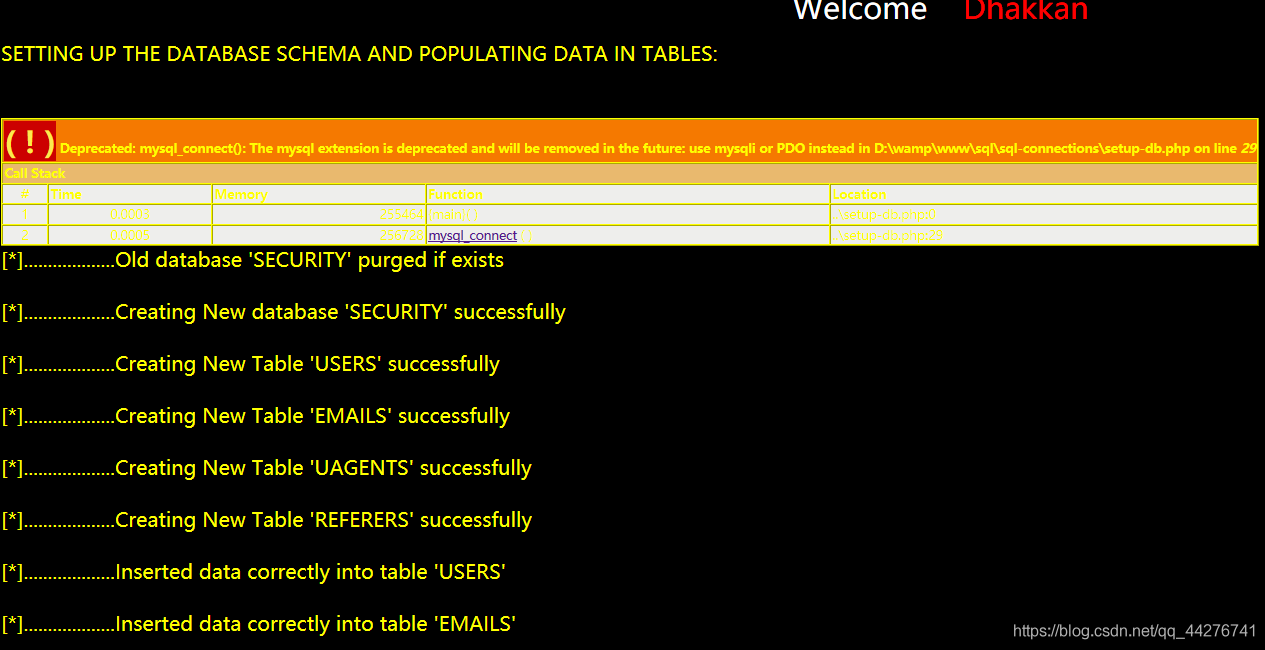 Welcome Dhakkan
SETTING UP THE DATABASE SCHEMA AND POPULATING DATA IN TABLES:
( ! ) Deprecated: mysql_connect(): The mysql extension is deprecated and will be removed in the future: use mysqli or PDO instead in D:\wamp\www\sql\sql-connections\setup-db.php on line 29
Call Stack
# Time Memory Function Location
1 0.0005 255464 {main}( ) ..\setup-db.php:0
2 0.0005 256728 mysql_connect ( ) ..\setup-db.php:29
[*]...................Old database 'SECURITY' purged if exists
[*]...................Creating New database 'SECURITY' successfully
[*]...................Creating New Table 'USERS' successfully
[*]...................Creating New Table 'EMAILS' successfully
[*]...................Creating New Table 'UAGENTS' successfully
[*]...................Creating New Table 'REFERERS' successfully
[*]...................Inserted data correctly into table 'USERS'
[*]...................Inserted data correctly into table 'EMAILS'
https://blog.csdn.net/qq_44276741